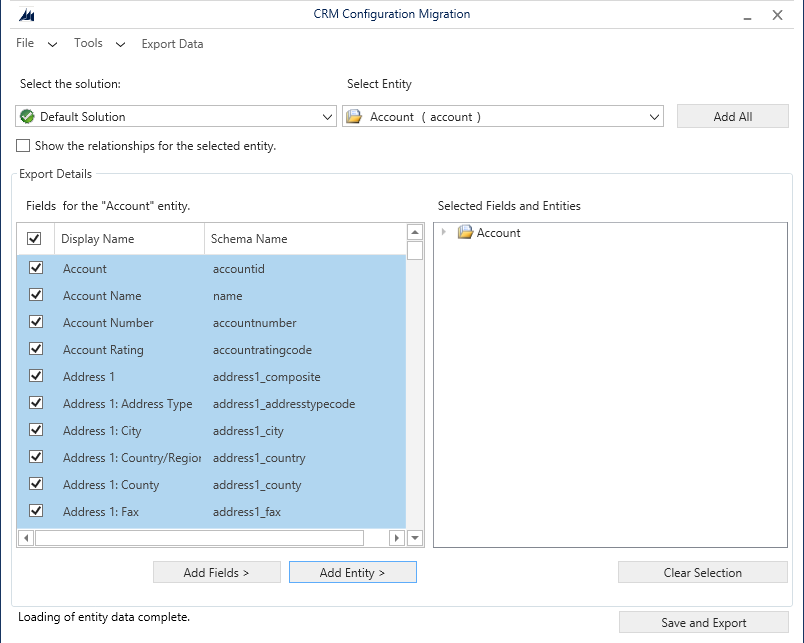 CRM Configuration Migration
File Tools Export Data
Select the solution: Select Entity
Default Solution Account ( account ) Add All
Show the relationships for the selected entity.
Export Details
Fields for the "Account" entity. Selected Fields and Entities
Display Name Schema Name Account
Account accountid
Account Name name
Account Number accountnumber
Account Rating accountratingcode
Address 1 address1_composite
Address 1: Address Type address1_addresstypecode
Address 1: City address1_city
Address 1: Country/Region address1_country
Address 1: County address1_county
Address 1: Fax address1_fax
Add Fields > Add Entity > Clear Selection
Loading of entity data complete.
Save and Export